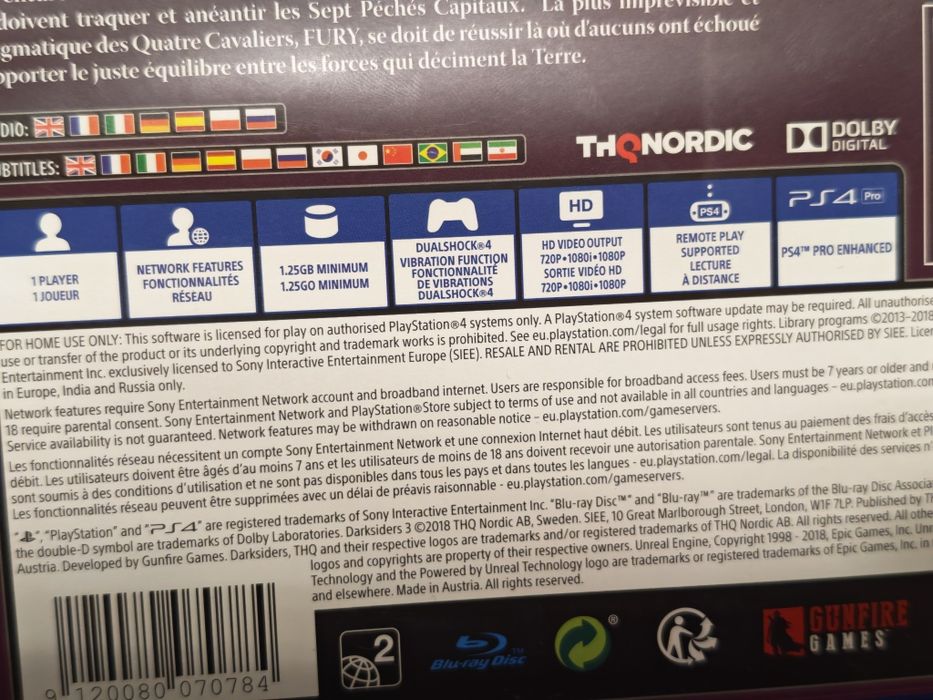 doivent traquer et anéantir les Sept Péchés Capitaux. La plus imprévisible et
des Quatre Cavaliers, FURY, se doit de réussir là où d'aucuns ont échoué
le juste équilibre entre les forces qui déciment la Terre.
THQ NORDIC
DOLBY
DIGITAL
1 PLAYER
1 JOUEUR
NETWORK FEATURES
FONCTIONNALITÉS
RÉSEAU
1.25GB MINIMUM
1.25GO MINIMUM
DUALSHOCK®4
VIBRATION FUNCTION
FONCTIONNALITÉ
DE VIBRATIONS
DUALSHOCK®4
HD
HD VIDEO OUTPUT
720P•1080i•1080P
SORTIE VIDÉO HD
720P•1080i•1080P
PS4
REMOTE PLAY
SUPPORTED
LECTURE
À DISTANCE
PS4 Pro
PS4™ PRO ENHANCED
FOR HOME USE ONLY: This software is licensed for play on authorised PlayStation®4 systems only. A PlayStation®4 system software update may be required. All
use or transfer of the product or its underlying copyright and trademark works is prohibited. See eu.playstation.com/legal for full usage rights. Library programs ©2013-2018
Entertainment Inc. exclusively licensed to Sony Interactive Entertainment Europe (SIEE). RESALE AND RENTAL ARE PROHIBITED UNLESS EXPRESSLY AUTHORISED BY SIEE.
in Europe, India and Russia only.
Network features require Sony Entertainment Network account and broadband internet. Users are responsible for broadband access fees. Users must be 7 years or older and
18 require parental consent. Sony Entertainment Network and PlayStation®Store subject to terms of use and not available in all countries and languages – eu.playstation.com
Service availability is not guaranteed. Network features may be withdrawn on reasonable notice – eu.playstation.com/gameservers.
Les fonctionnalités réseau nécessitent un compte Sony Entertainment Network et une connexion Internet haut débit. Les utilisateurs sont tenus au paiement des frais d'accès
débit. Les utilisateurs doivent être âgés d'au moins 7 ans et les utilisateurs de moins de 18 ans doivent recevoir une autorisation parentale. Sony Entertainment Network et
sont soumis à des conditions d'utilisation et ne sont pas disponibles dans tous les pays et dans toutes les langues - eu.playstation.com/legal. La disponibilité des services
Les fonctionnalités réseau peuvent être supprimées avec un délai de préavis raisonnable - eu.playstation.com/gameservers.
"PlayStation" and "PS4" are registered trademarks of Sony Interactive Entertainment Inc. "Blu-ray Disc™" and "Blu-ray™" are trademarks of the Blu-ray Disc
the double-D symbol are trademarks of Dolby Laboratories. Darksiders 3 ©2018 THQ Nordic AB, Sweden. SIEE, 10 Great Marlborough Street, London, W1F 7LP. Published by
Austria. Developed by Gunfire Games. Darksiders, THQ and their respective logos are trademarks and/or registered trademarks of THQ Nordic AB. All rights reserved. All
logos and copyrights are property of their respective owners. Unreal Engine, Copyright 1998 - 2018, Epic Games, Inc.
Technology and the Powered by Unreal Technology logo are trademarks or registered trademarks of Epic Games, Inc. in
and elsewhere. Made in Austria. All rights reserved.
9 120080 070784
2
Blu-ray Disc™
®
GUNFIRE
GAMES